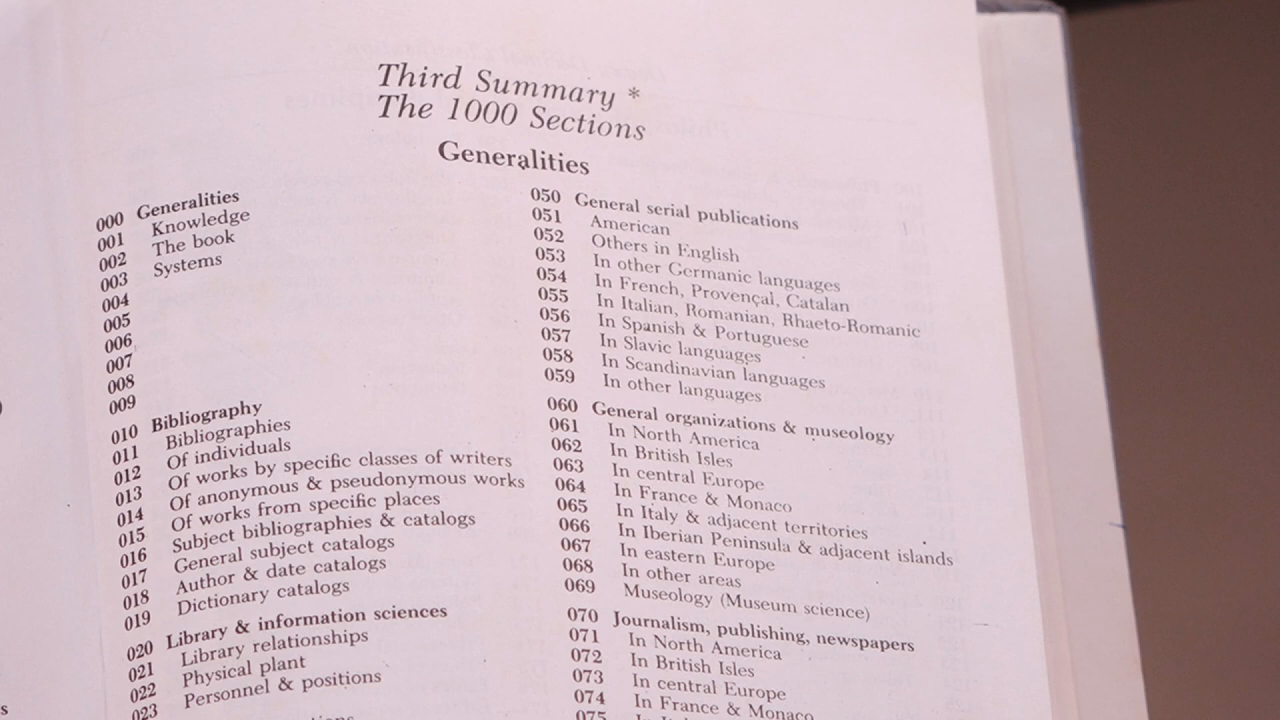 Third Summary *
The 1000 Sections
Generalities
000 Generalities
001 Knowledge
002 The book
003 Systems
004
005
006
007
008
009
010 Bibliography
011 Bibliographies
012 Of individuals
013 Of works by specific classes of writers
014 Of anonymous & pseudonymous works
015 Of works from specific places
016 Subject bibliographies & catalogs
017 General subject catalogs
018 Author & date catalogs
019 Dictionary catalogs
020 Library & information sciences
021 Library relationships
022 Physical plant
023 Personnel & positions
050 General serial publications
051 American
052 Others in English
053 In other Germanic languages
054 In French, Provençal, Catalan
055 In Italian, Romanian, Rhaeto-Romanic
056 In Spanish & Portuguese
057 In Slavic languages
058 In Scandinavian languages
059 In other languages
060 General organizations & museology
061 In North America
062 In British Isles
063 In central Europe
064 In France & Monaco
065 In Italy & adjacent territories
066 In Iberian Peninsula & adjacent islands
067 In eastern Europe
068 In other areas
069 Museology (Museum science)
070 Journalism, publishing, newspapers
071 In North America
072 In British Isles
073 In central Europe
074 In France & Monaco
075